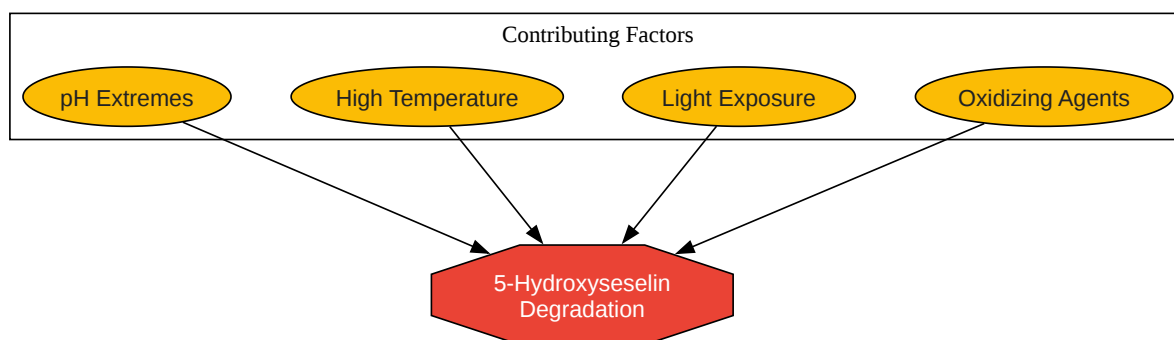 Contributing Factors
pH Extremes
High Temperature
Light Exposure
Oxidizing Agents
5-Hydroxyseselin
Degradation